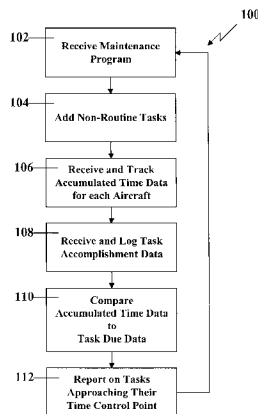 100
102
Receive Maintenance
Program
104
Add Non-Routine Tasks
106
Receive and Track
Accumulated Time Data
for each Aircraft
108
Receive and Log Task
Accomplishment Data
110
Compare
Accumulated Time Data
to
Task Due Data
112
Report on Tasks
Approaching Their
Time Control Point